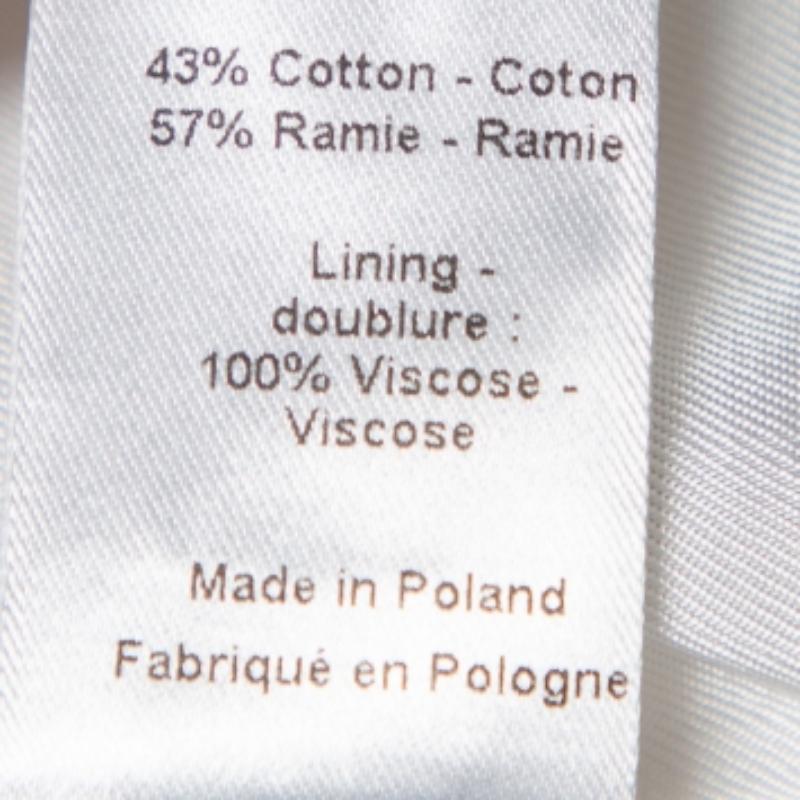 43% Cotton - Coton
57% Ramie - Ramie
Lining -
doublure :
100% Viscose -
Viscose
Made in Poland
Fabriqué en Pologne